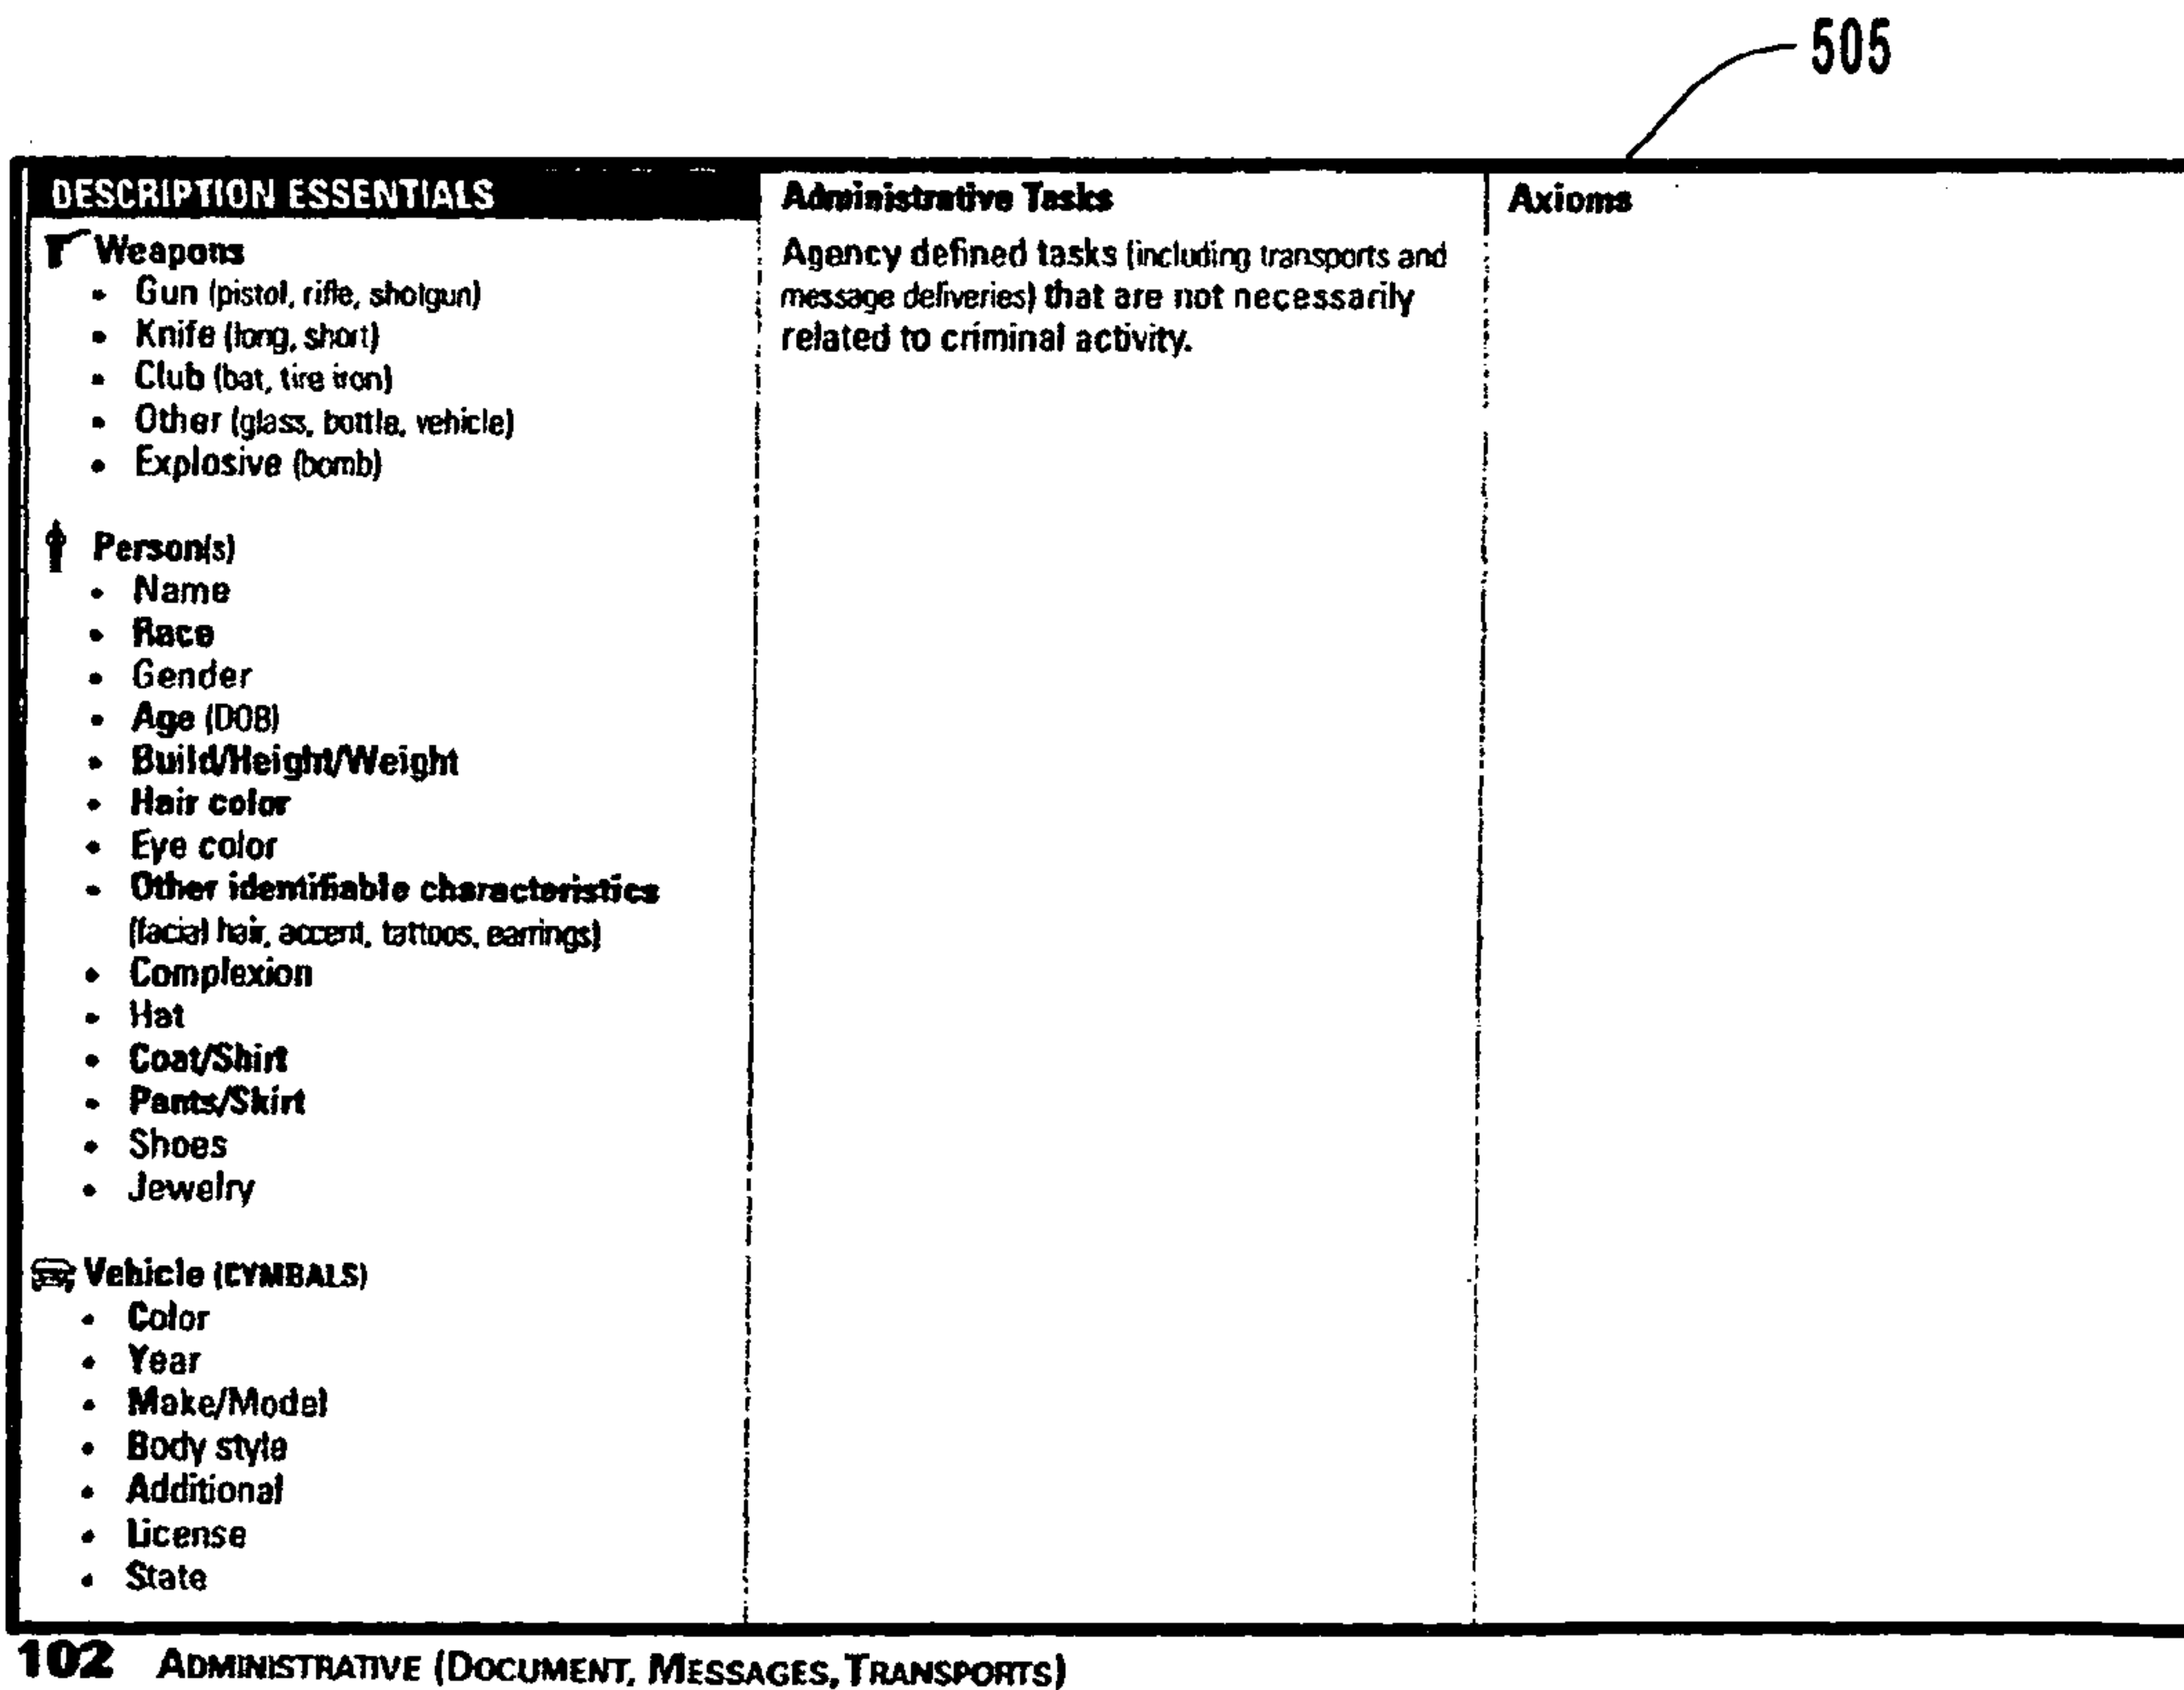 505
DESCRIPTION ESSENTIALS
Weapons
• Gun (pistol, rifle, shotgun)
• Knife (long, short)
• Club (bat, tire iron)
• Other (glass, bottle, vehicle)
• Explosive (bomb)
Person(s)
• Name
• Race
• Gender
• Age (DOB)
• Build/Height/Weight
• Hair color
• Eye color
• Other identifiable characteristics
(facial hair, accent, tattoos, earrings)
• Complexion
• Hat
• Coat/Shirt
• Pants/Skirt
• Shoes
• Jewelry
Vehicle (CYMBALS)
• Color
• Year
• Make/Model
• Body style
• Additional
• License
• State
Administrative Tasks
Agency defined tasks (including transports and
message deliveries) that are not necessarily
related to criminal activity.
Axioms
102 ADMINISTRATIVE (DOCUMENT, MESSAGES, TRANSPORTS)